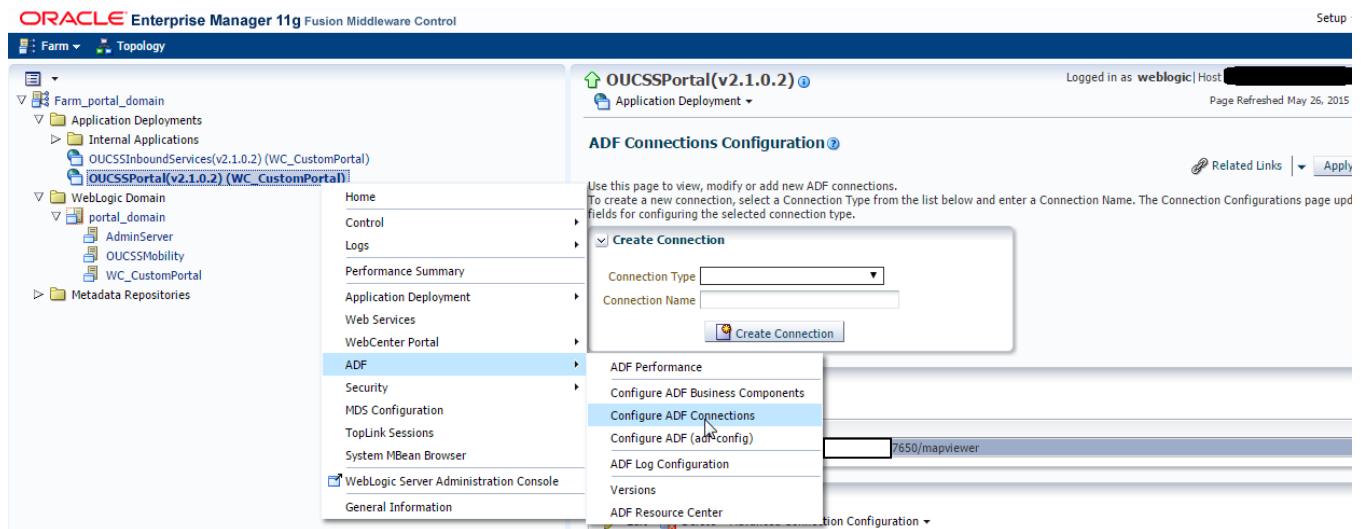 ORACLE Enterprise Manager 11g Fusion Middleware Control
Setup
Farm
Topology
Farm_portal_domain
Application Deployments
Internal Applications
OUCSSInboundServices(v2.1.0.2) (WC_CustomPortal)
OUCSSPortal(v2.1.0.2) (WC_CustomPortal)
WebLogic Domain
portal_domain
AdminServer
OUCSSMobility
WC_CustomPortal
Metadata Repositories
Home
Control
Logs
Performance Summary
Application Deployment
Web Services
WebCenter Portal
ADF
Security
MDS Configuration
TopLink Sessions
System MBean Browser
WebLogic Server Administration Console
General Information
ADF Performance
Configure ADF Business Components
Configure ADF Connections
Configure ADF (adf-config)
ADF Log Configuration
Versions
ADF Resource Center
OUCSSPortal(v2.1.0.2)
Logged in as weblogic| Host
Application Deployment
Page Refreshed May 26, 2015
ADF Connections Configuration
Related Links
Apply
Use this page to view, modify or add new ADF connections.
To create a new connection, select a Connection Type from the list below and enter a Connection Name. The Connection Configurations page upd
fields for configuring the selected connection type.
Create Connection
Connection Type
Connection Name
Create Connection
7650/mapviewer
tion Configuration